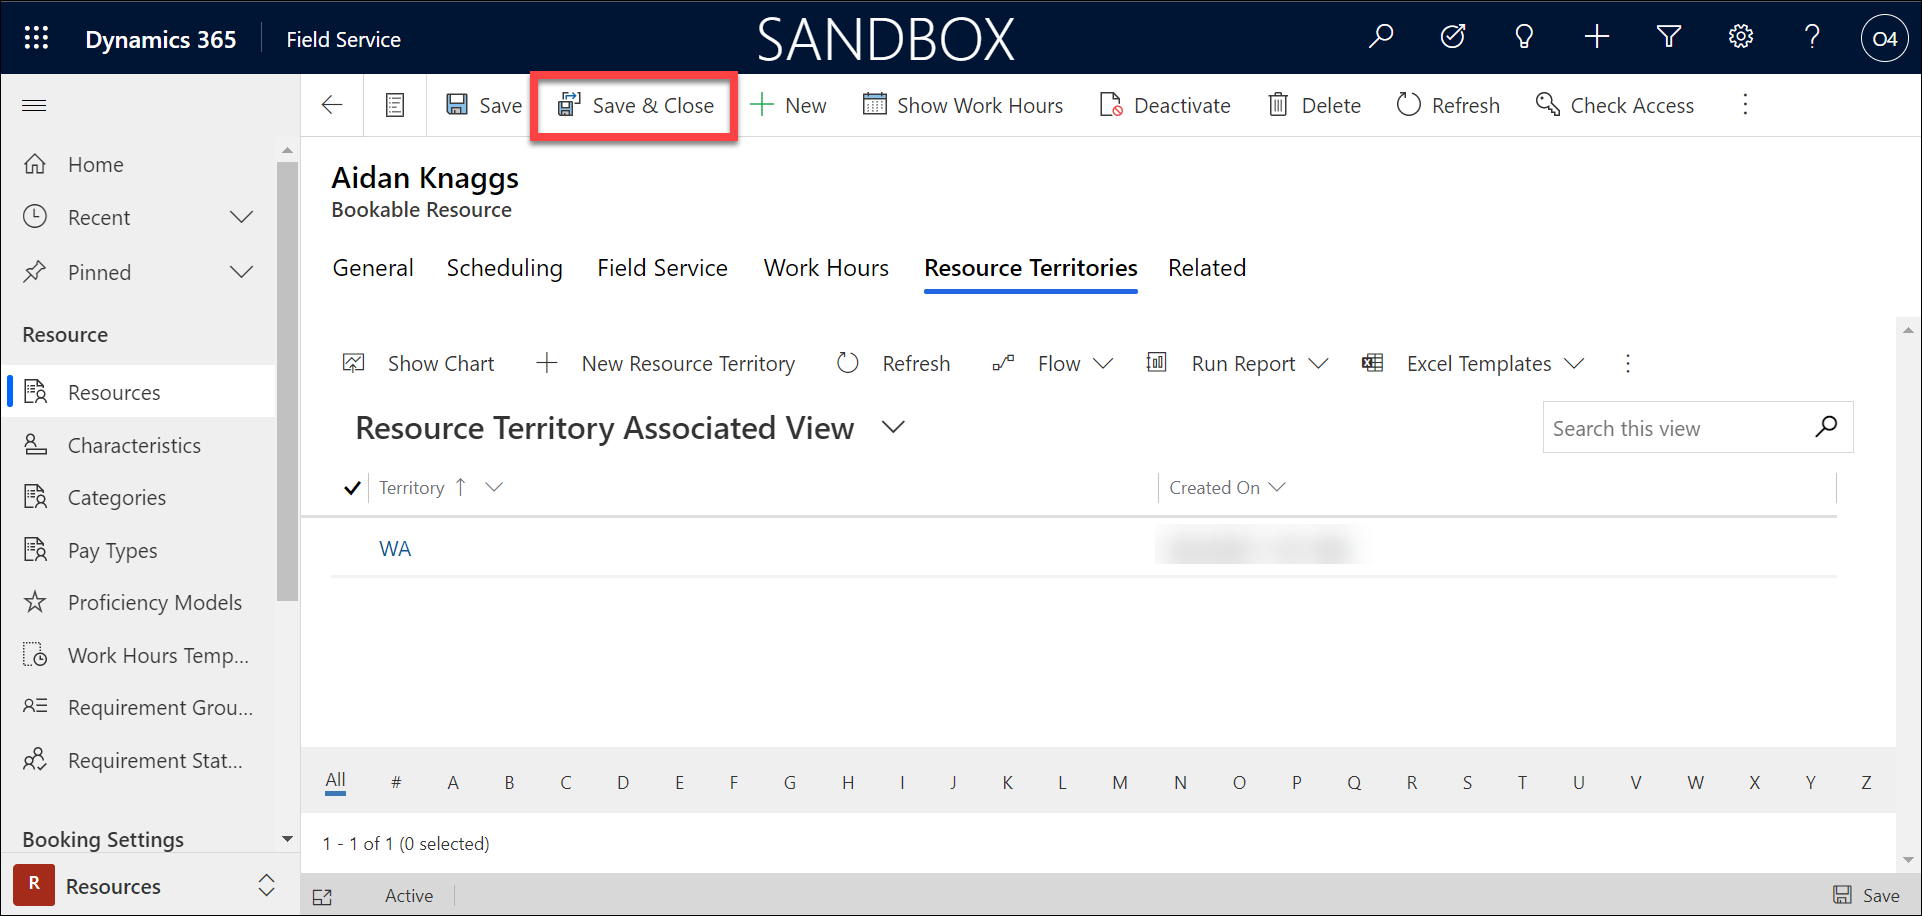 Dynamics 365 Field Service SANDBOX O4
Save Save & Close New Show Work Hours Deactivate Delete Refresh Check Access
Home
Recent
Pinned
Resource
Resources
Characteristics
Categories
Pay Types
Proficiency Models
Work Hours Temp...
Requirement Grou...
Requirement Stat...
Booking Settings
R Resources
Aidan Knaggs
Bookable Resource
General Scheduling Field Service Work Hours Resource Territories Related
Show Chart New Resource Territory Refresh Flow Run Report Excel Templates
Resource Territory Associated View
Search this view
Territory Created On
WA
All # A B C D E F G H I J K L M N O P Q R S T U V W X Y Z
1 - 1 of 1 (0 selected)
Active Save